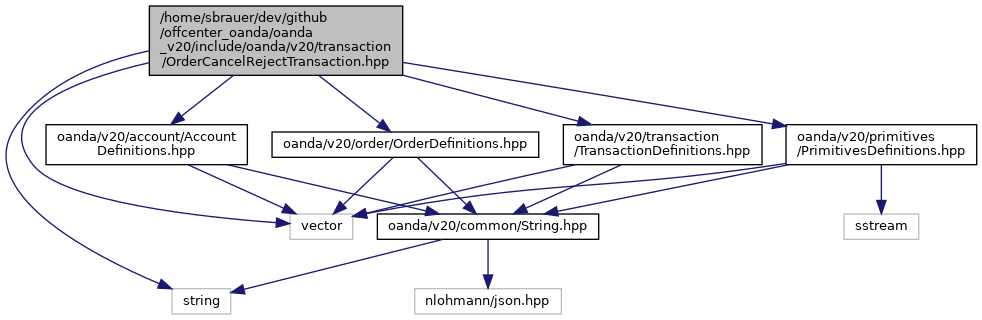 /home/sbrauer/dev/github
/offcenter_oanda/oanda
_v20/include/oanda/v20/transaction
/OrderCancelRejectTransaction.hpp
oanda/v20/account/Account
Definitions.hpp
oanda/v20/order/OrderDefinitions.hpp
oanda/v20/transaction
/TransactionDefinitions.hpp
oanda/v20/primitives
/PrimitivesDefinitions.hpp
vector
oanda/v20/common/String.hpp
sstream
string
nlohmann/json.hpp